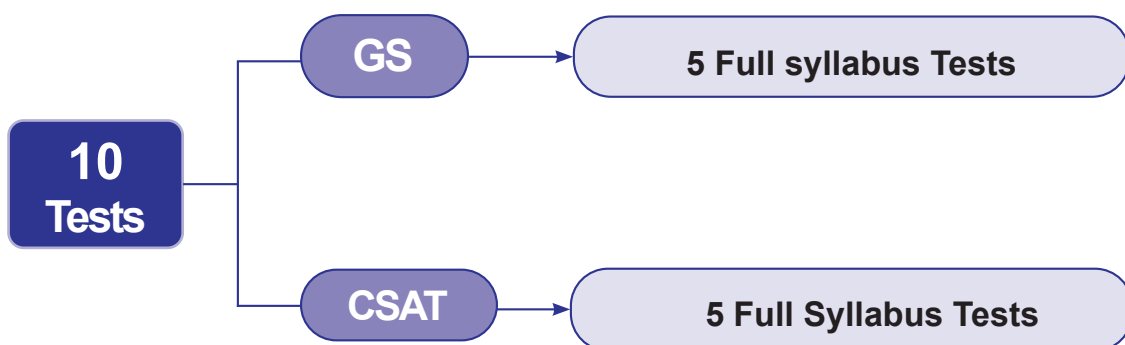 GS
5 Full syllabus Tests
10
Tests
CSAT
5 Full Syllabus Tests